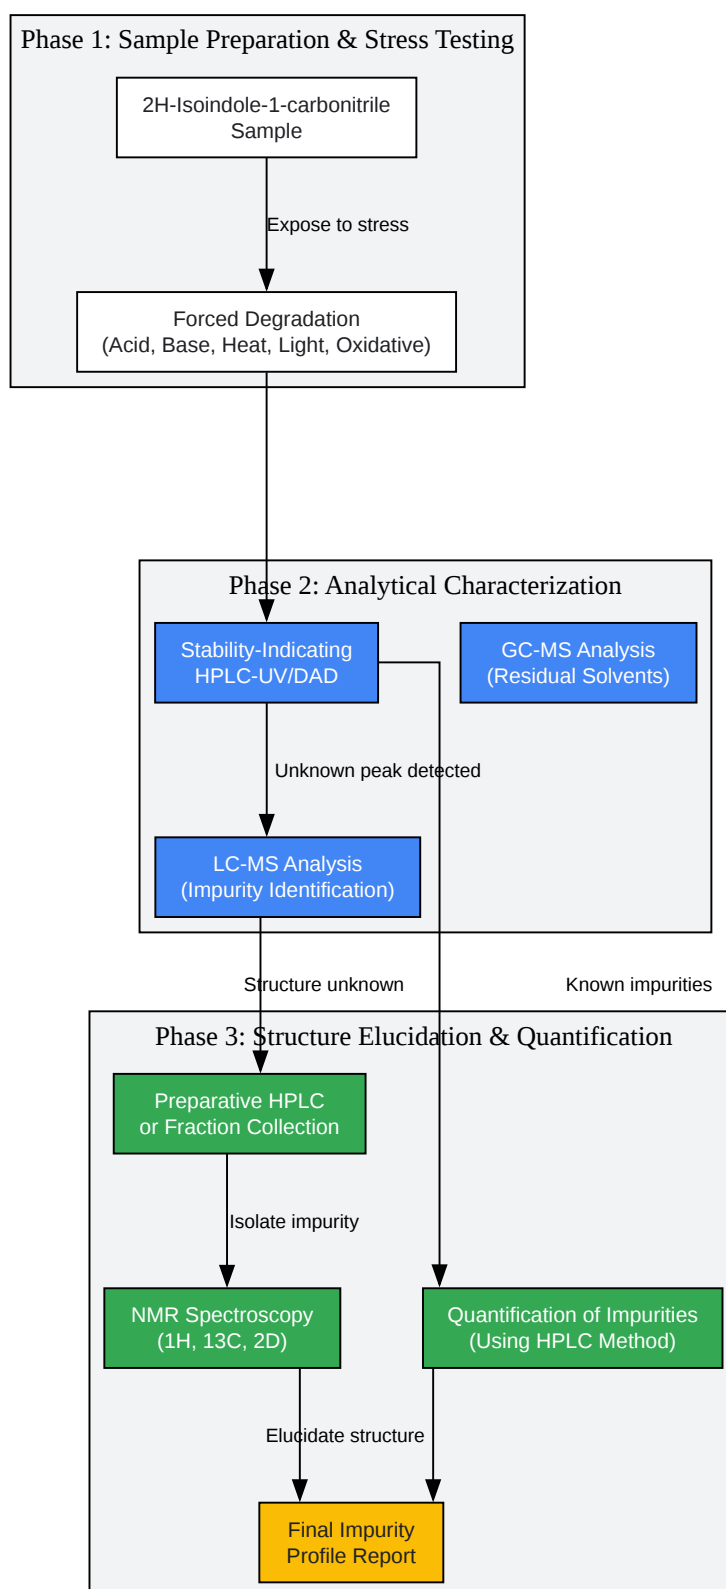 Phase 1: Sample Preparation & Stress Testing
2H-Isoindole-1-carbonitrile
Sample
Expose to stress
Forced Degradation
(Acid, Base, Heat, Light, Oxidative)
Phase 2: Analytical Characterization
Stability-Indicating
HPLC-UV/DAD
GC-MS Analysis
(Residual Solvents)
Unknown peak detected
LC-MS Analysis
(Impurity Identification)
Structure unknown
Known impurities
Phase 3: Structure Elucidation & Quantification
Preparative HPLC
or Fraction Collection
Isolate impurity
NMR Spectroscopy
(1H, 13C, 2D)
Quantification of Impurities
(Using HPLC Method)
Elucidate structure
Final Impurity
Profile Report